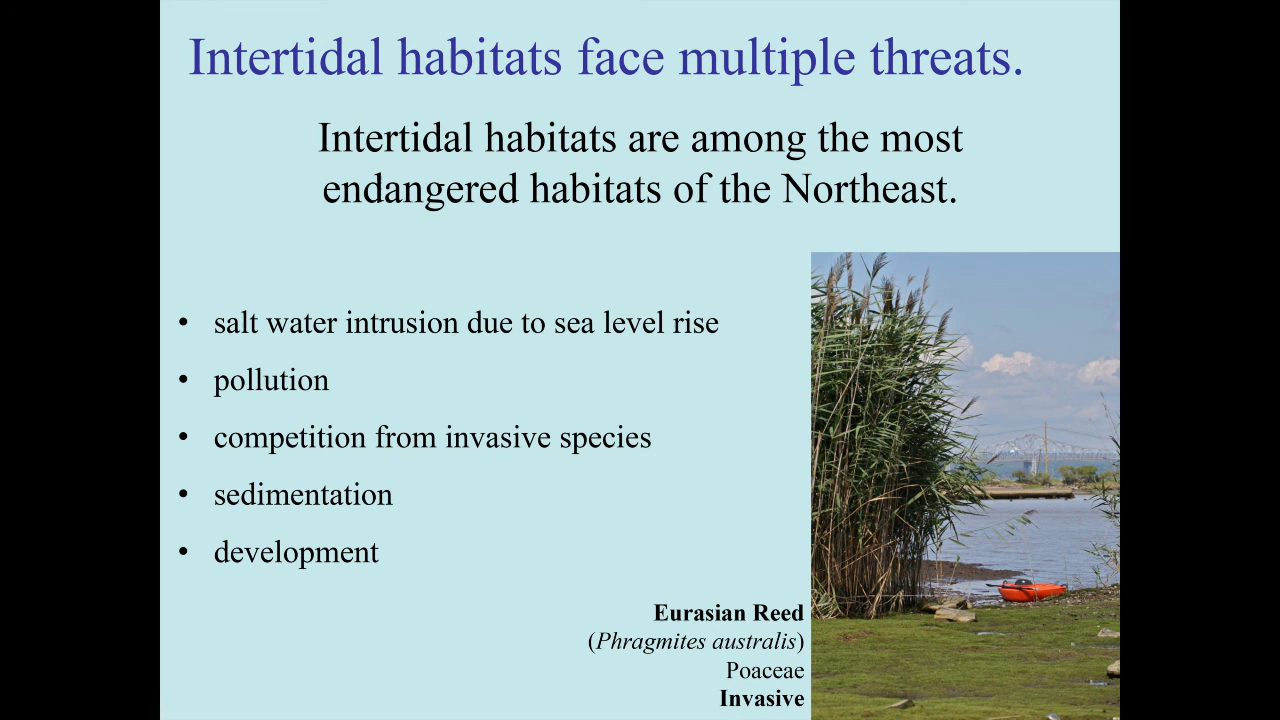 Intertidal habitats face multiple threats.
Intertidal habitats are among the most
endangered habitats of the Northeast.
• salt water intrusion due to sea level rise
• pollution
• competition from invasive species
• sedimentation
• development
Eurasian Reed
(Phragmites australis)
Poaceae
Invasive